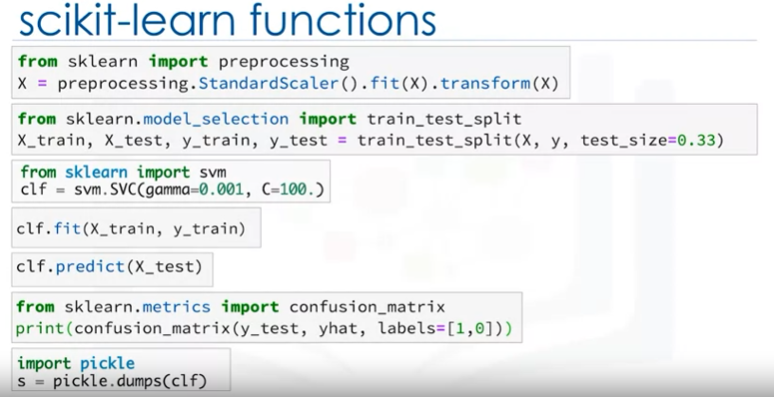 scikit-learn functions
from sklearn import preprocessing
X = preprocessing.StandardScaler().fit(X).transform(X)
from sklearn.model_selection import train_test_split
X_train, X_test, y_train, y_test = train_test_split(X, y, test_size=0.33)
from sklearn import svm
clf = svm.SVC(gamma=0.001, C=100.)
clf.fit(X_train, y_train)
clf.predict(X_test)
from sklearn.metrics import confusion_matrix
print(confusion_matrix(y_test, yhat, labels=[1,0]))
import pickle
s = pickle.dumps(clf)